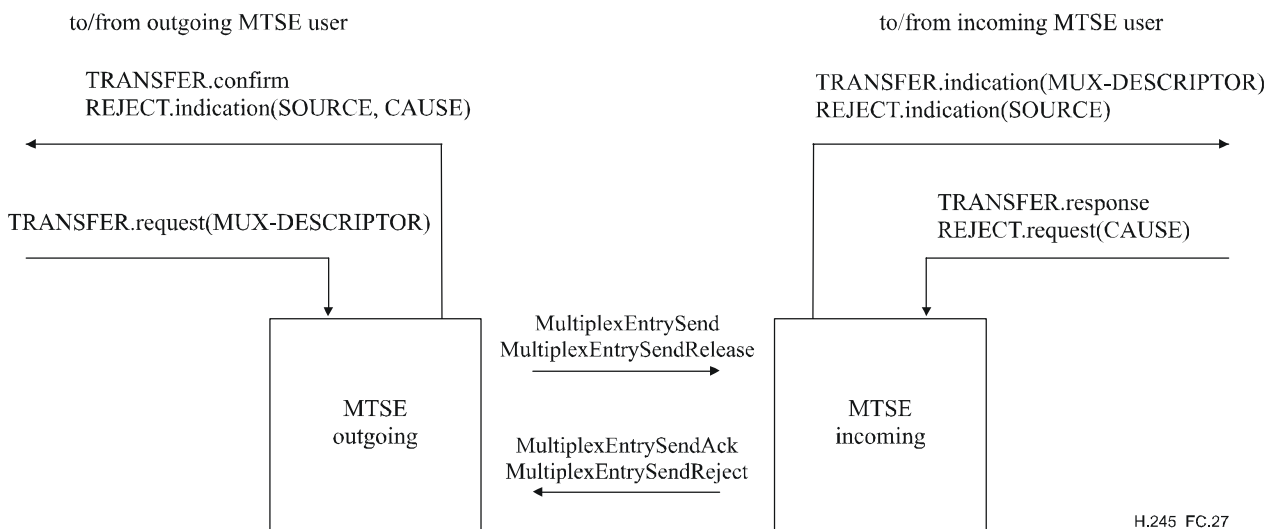 to/from outgoing MTSE user
to/from incoming MTSE user
TRANSFER.confirm
REJECT.indication(SOURCE, CAUSE)
TRANSFER.indication(MUX-DESCRIPTOR)
REJECT.indication(SOURCE)
TRANSFER.request(MUX-DESCRIPTOR)
TRANSFER.response
REJECT.request(CAUSE)
MultiplexEntrySend
MultiplexEntrySendRelease
MTSE
outgoing
MultiplexEntrySendAck
MultiplexEntrySendReject
MTSE
incoming
H.245_FC.27